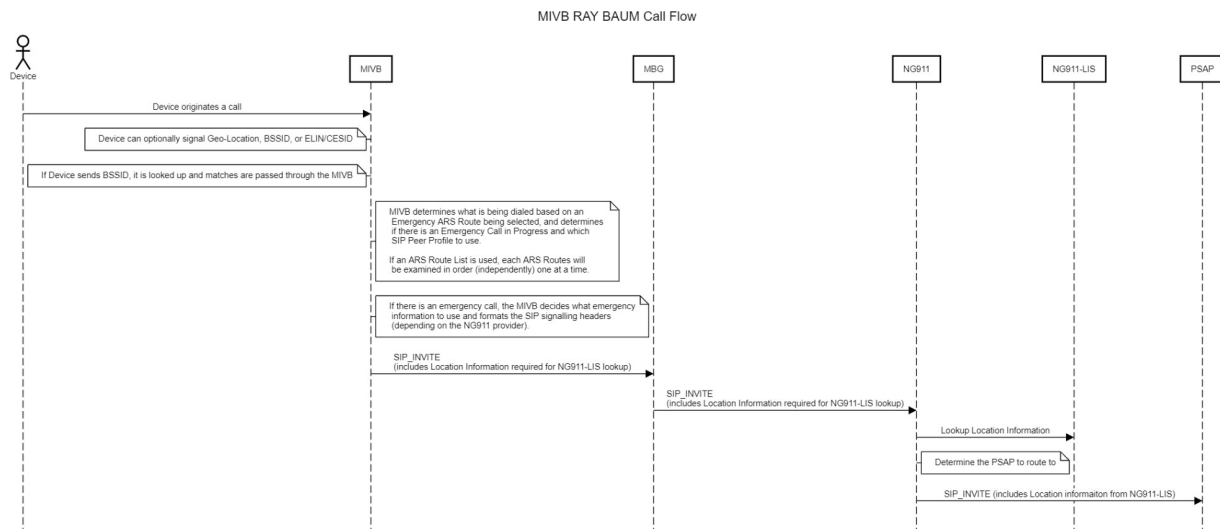 MIVB RAY BAUM Call Flow
Device
MIVB
MBG
NG911
NG911-LIS
PSAP
Device originates a call
Device can optionally signal Geo-Location, BSSID, or ELIN/CESID
If Device sends BSSID, it is looked up and matches are passed through the MIVB
MIVB determines what is being dialed based on an
Emergency ARS Route being selected, and determines
if there is an Emergency Call in Progress and which
SIP Peer Profile to use.
If an ARS Route List is used, each ARS Routes will
be examined in order (independently) one at a time.
If there is an emergency call, the MIVB decides what emergency
information to use and formats the SIP signalling headers
(depending on the NG911 provider).
SIP_INVITE
(includes Location Information required for NG911-LIS lookup)
SIP_INVITE
(includes Location Information required for NG911-LIS lookup)
Lookup Location Information
Determine the PSAP to route to
SIP_INVITE (includes Location informaiton from NG911-LIS)